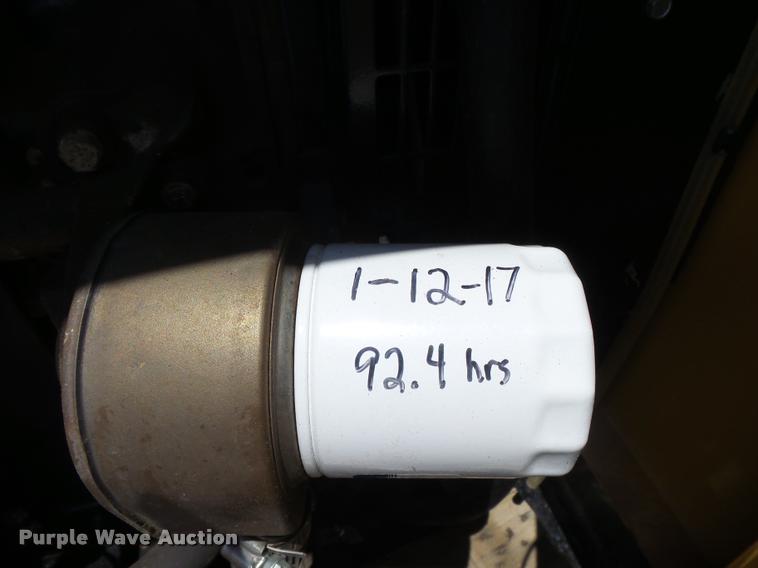 1-12-17
92.4 hrs
Purple Wave Auction